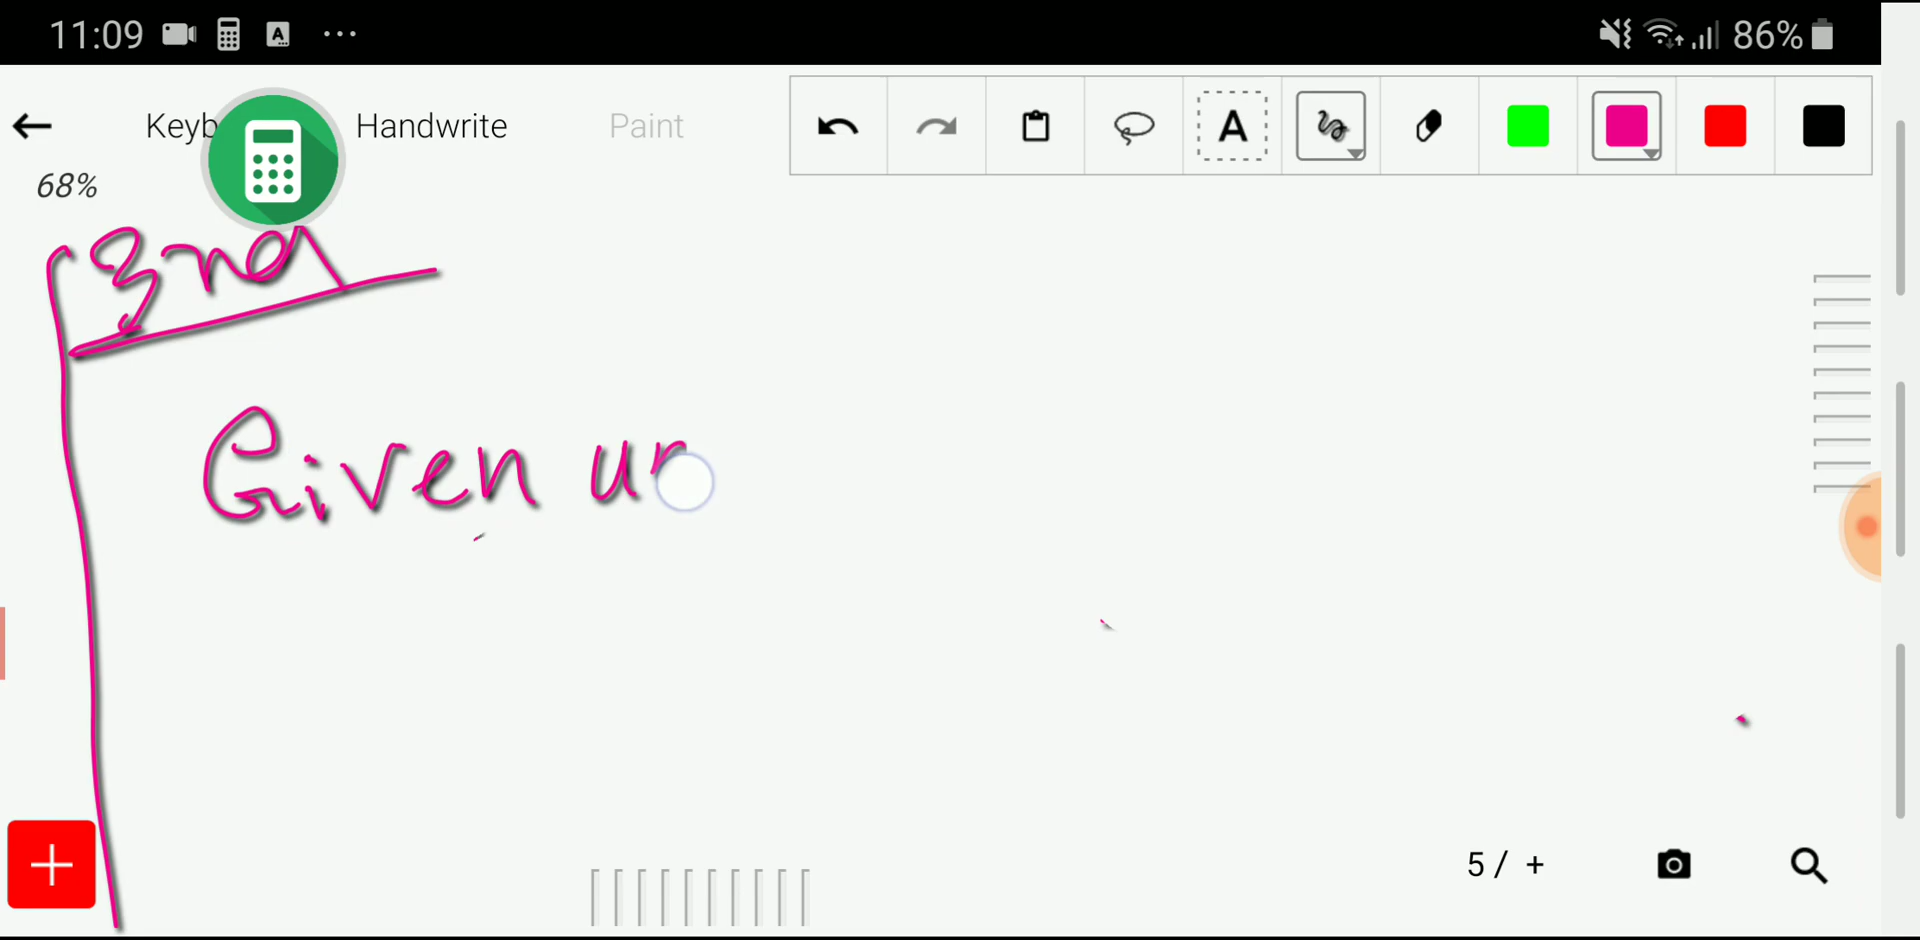 11:09 86%
Keyb Handwrite Paint
68%
Given ur
5 / +